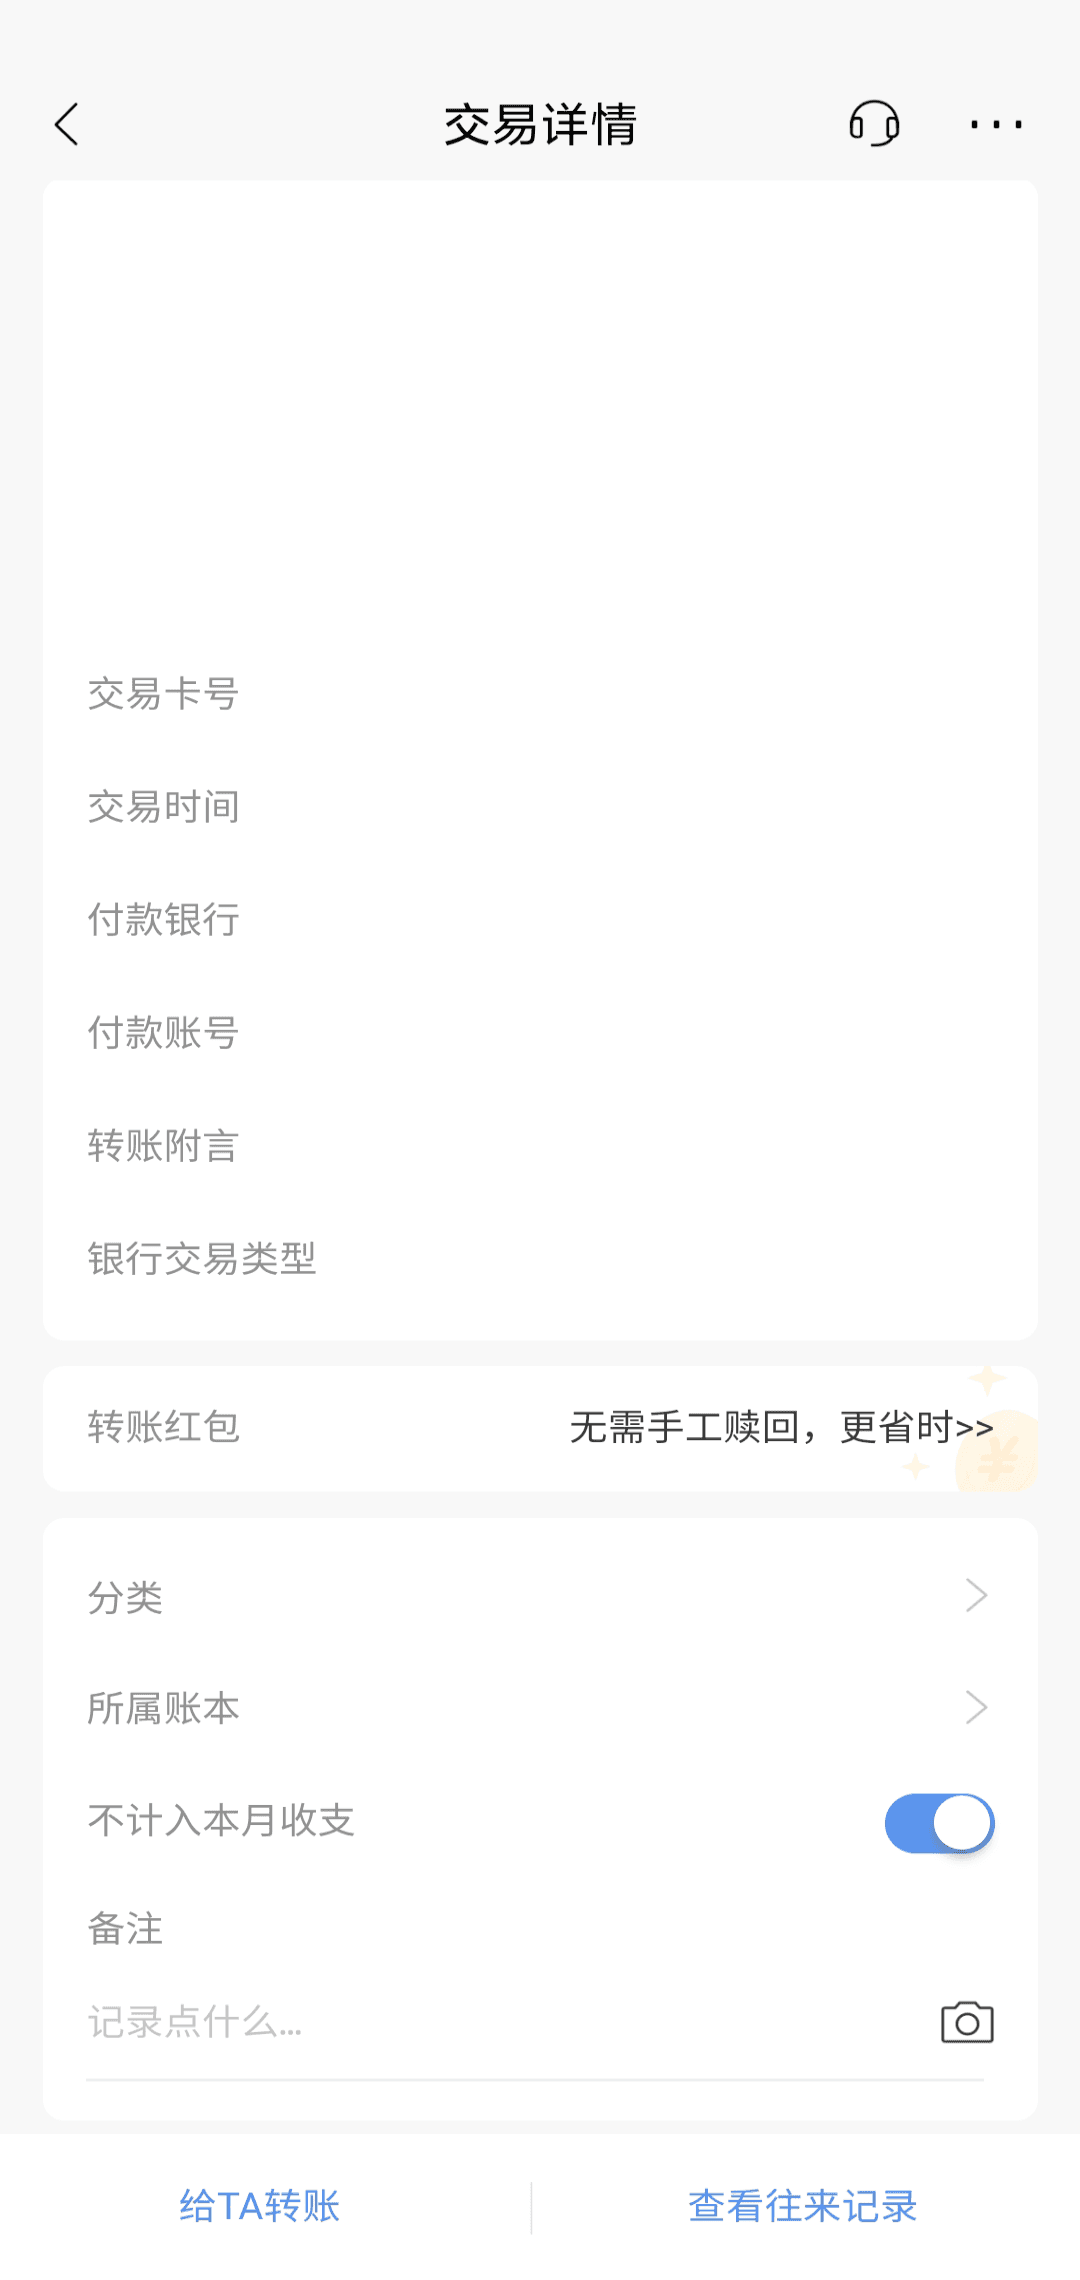 交易详情
交易卡号
交易时间
付款银行
付款账号
转账附言
银行交易类型
转账红包 无需手工赎回，更省时>>
分类
所属账本
不计入本月收支
备注
记录点什么...
给TA转账 查看往来记录